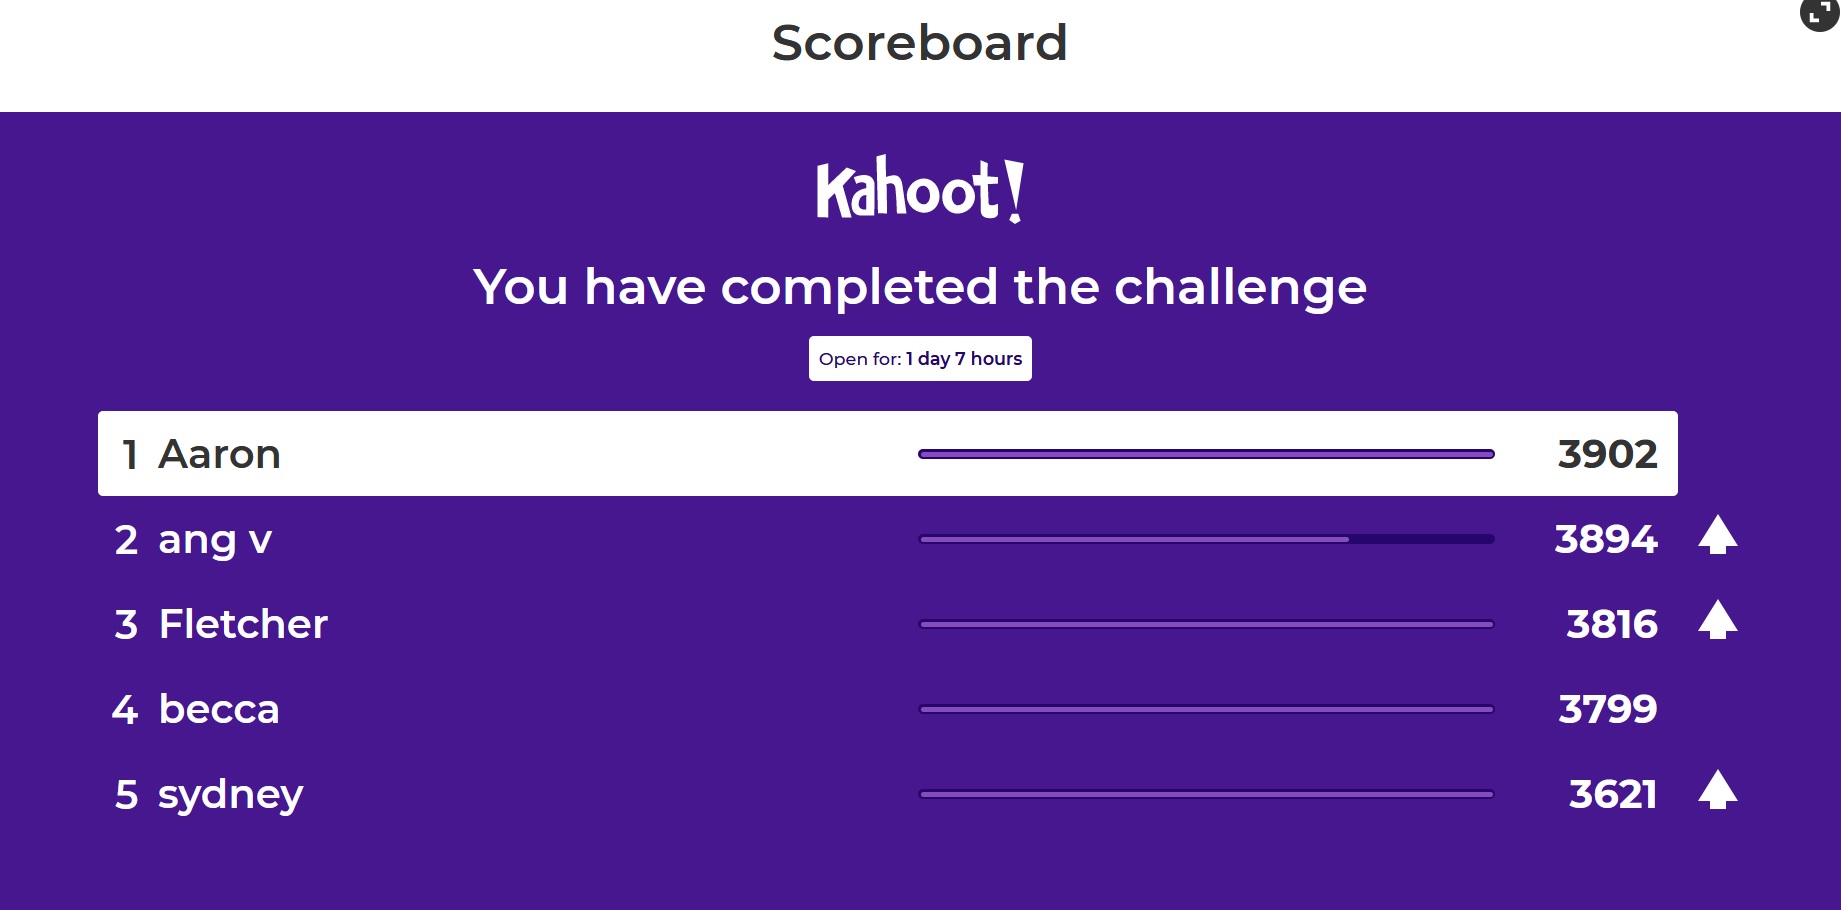 Scoreboard
Kahoot!
You have completed the challenge
Open for: 1 day 7 hours
1 Aaron 3902
2 ang v 3894
3 Fletcher 3816
4 becca 3799
5 sydney 3621